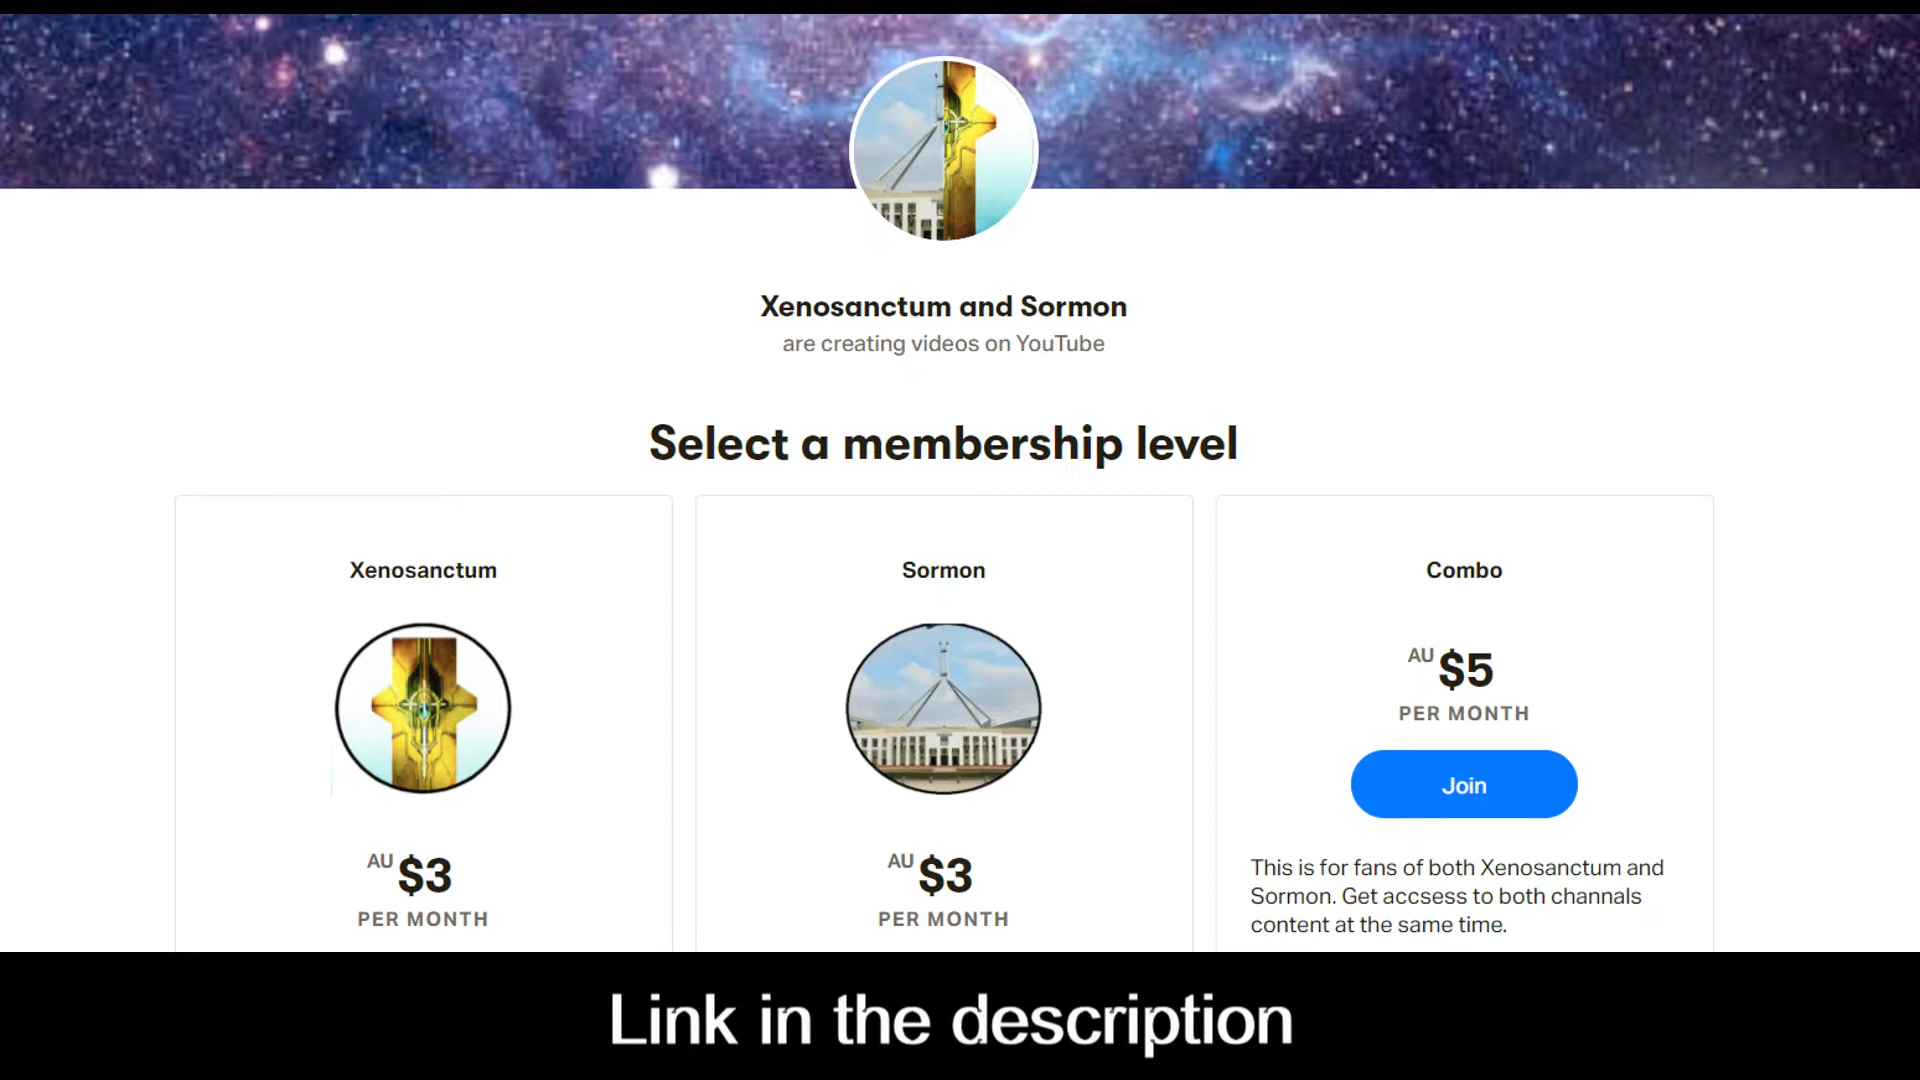 Xenosanctum and Sormon
are creating videos on YouTube
Select a membership level
Xenosanctum
AU $3
PER MONTH
Sormon
AU $3
PER MONTH
Combo
AU $5
PER MONTH
Join
This is for fans of both Xenosanctum and
Sormon. Get accsess to both channals
content at the same time.
Link in the description